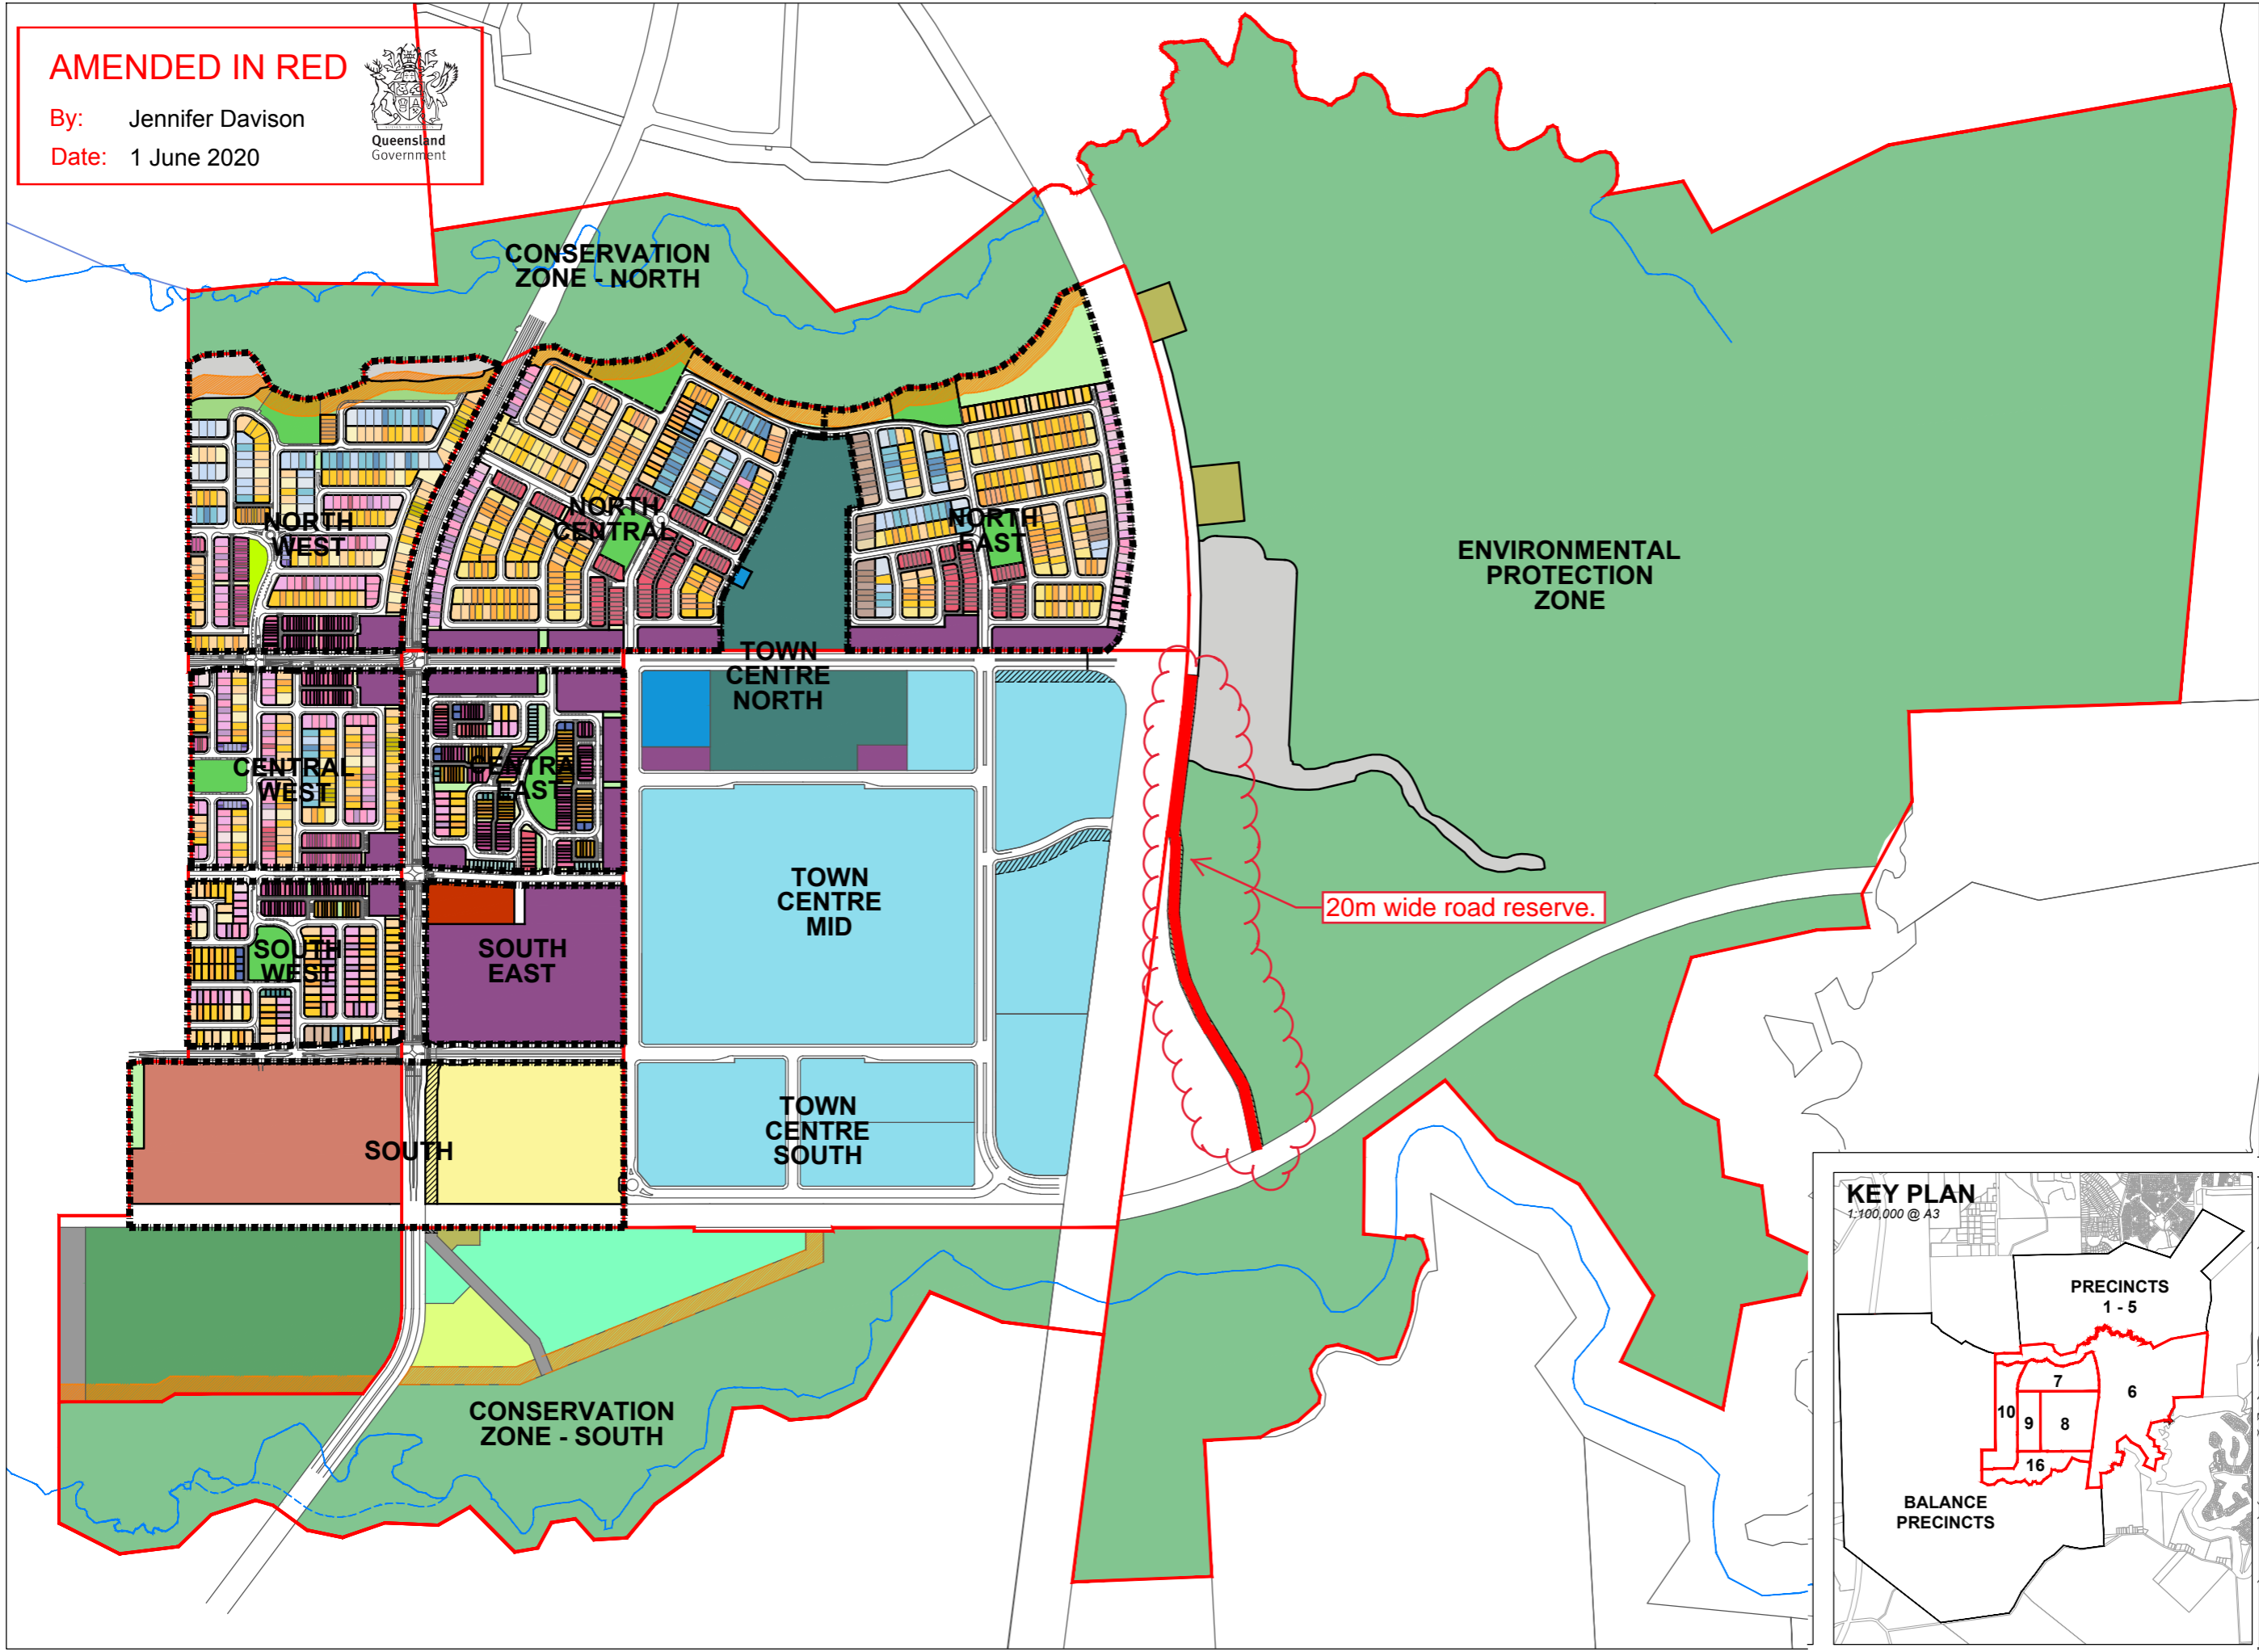 AMENDED IN RED
By: Jennifer Davison
Date: 1 June 2020
Queensland
Government
CONSERVATION
ZONE - NORTH
NORTH
WEST
NORTH
CENTRAL
NORTH
EAST
ENVIRONMENTAL
PROTECTION
ZONE
TOWN
CENTRE
NORTH
CENTRAL
WEST
CENTRAL
EAST
TOWN
CENTRE
MID
20m wide road reserve.
SOUTH
WEST
SOUTH
EAST
TOWN
CENTRE
SOUTH
SOUTH
CONSERVATION
ZONE - SOUTH
KEY PLAN
1:100,000 @ A3
PRECINCTS
1 - 5
7
6
10
9
8
16
BALANCE
PRECINCTS